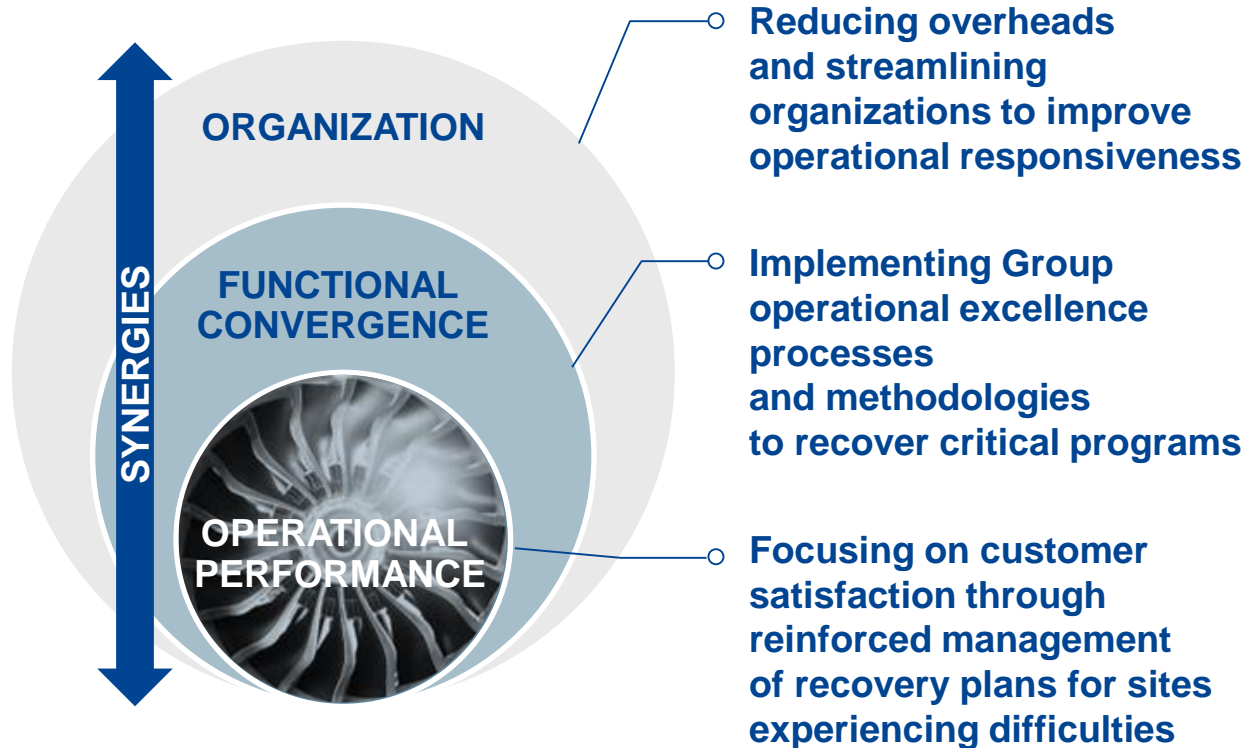 ORGANIZATION
Reducing overheads
and streamlining
organizations to improve
operational responsiveness
SYNERGIES
FUNCTIONAL
CONVERGENCE
Implementing Group
operational excellence
processes
and methodologies
to recover critical programs
OPERATIONAL
PERFORMANCE
Focusing on customer
satisfaction through
reinforced management
of recovery plans for sites
experiencing difficulties